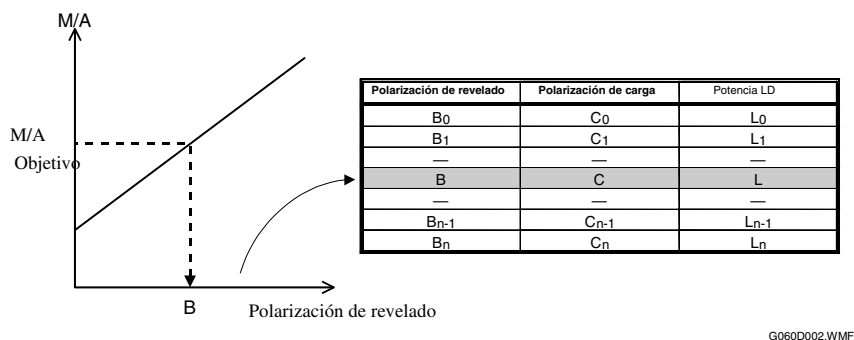 M/A
M/A
Objetivo
B
Polarización de revelado
Polarización de revelado Polarización de carga Potencia LD
B0 C0 L0
B1 C1 L1
— — —
B C L
— — —
Bn-1 Cn-1 Ln-1
Bn Cn Ln
G060D002.WMF